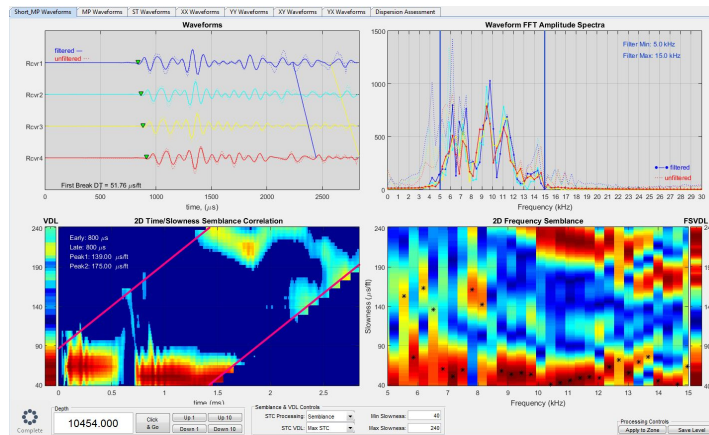 Short_MP Waveforms MP Waveforms ST Waveforms XX Waveforms YY Waveforms XY Waveforms YX Waveforms Dispersion Assessment
Waveforms
filtered
unfiltered
Rcvr1
Rcvr2
Rcvr3
Rcvr4
First Break DT = 51.76 μs/ft
0 500 1000 1500 2000 2500
time, (μs)
Waveform FFT Amplitude Spectra
1500
1000
500
0
Filter Min: 5.0 kHz
Filter Max: 15.0 kHz
filtered
unfiltered
0 1 2 3 4 5 6 7 8 9 10 11 12 13 14 15 16 17 18 19 20 21 22 23 24 25 26 27 28 29 30
Frequency (kHz)
VDL
2D Time/Slowness Semblance Correlation
240
190
140
90
40
Early: 800 μs
Late: 800 μs
Peak1: 139.00 μs/ft
Peak2: 175.00 μs/ft
0 0.5 1 1.5 2 2.5
time (ms)
2D Frequency Semblance
FSVDL
Slowness (μs/ft)
240
190
140
90
40
5 6 7 8 9 10 11 12 13 14 15
Frequency (kHz)
Complete
Depth
10454.000
Click & Go
Up 1
Up 10
Down 1
Down 10
Semblance & VDL Controls
STC Processing: Semblance
STC VDL: Max STC
Min Slowness: 40
Max Slowness: 240
Processing Controls
Apply to Zone
Save Level